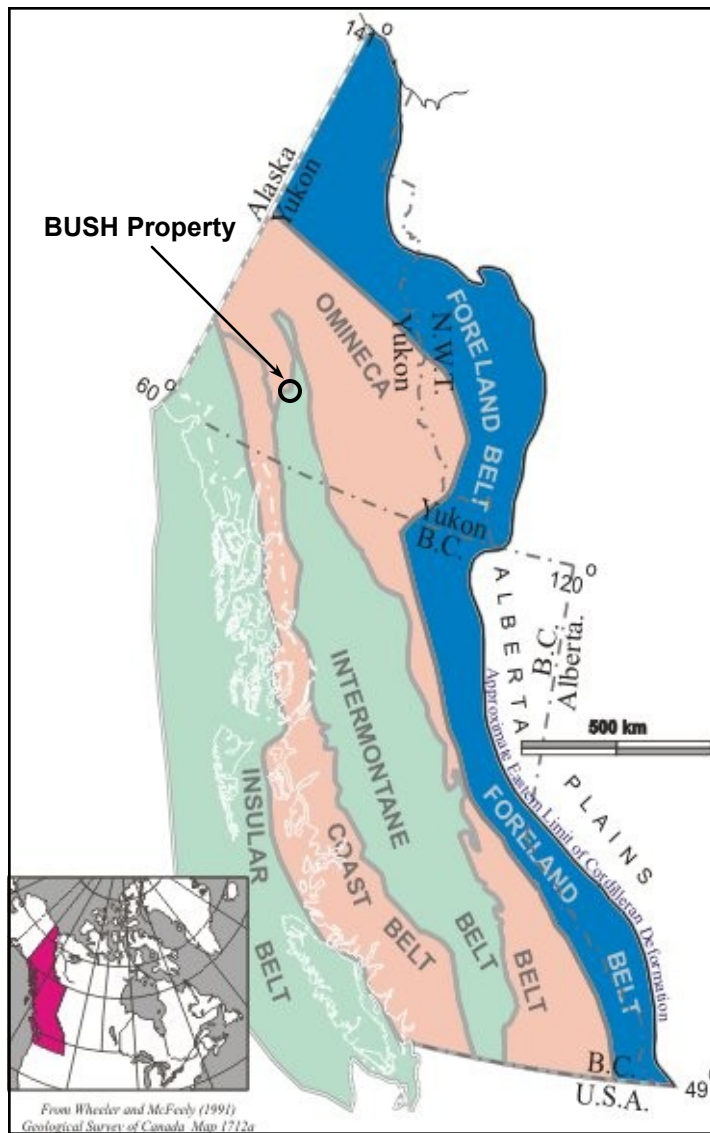 141°
Alaska
Yukon
BUSH Property
OMINECA
Yukon
N.W.T.
FORELAND BELT
60°
Yukon
B.C.
120°
ALBERTA PLAINS
B.C.
Alberta.
Approximate Eastern Limit of Cordilleran Deformation
500 km
INTERMONTANE
BELT
INSULAR
BELT
COAST
BELT
BELT
FORELAND
BELT
B.C.
U.S.A.
49°
From Wheeler and McFeely (1991)
Geological Survey of Canada Map 1712a